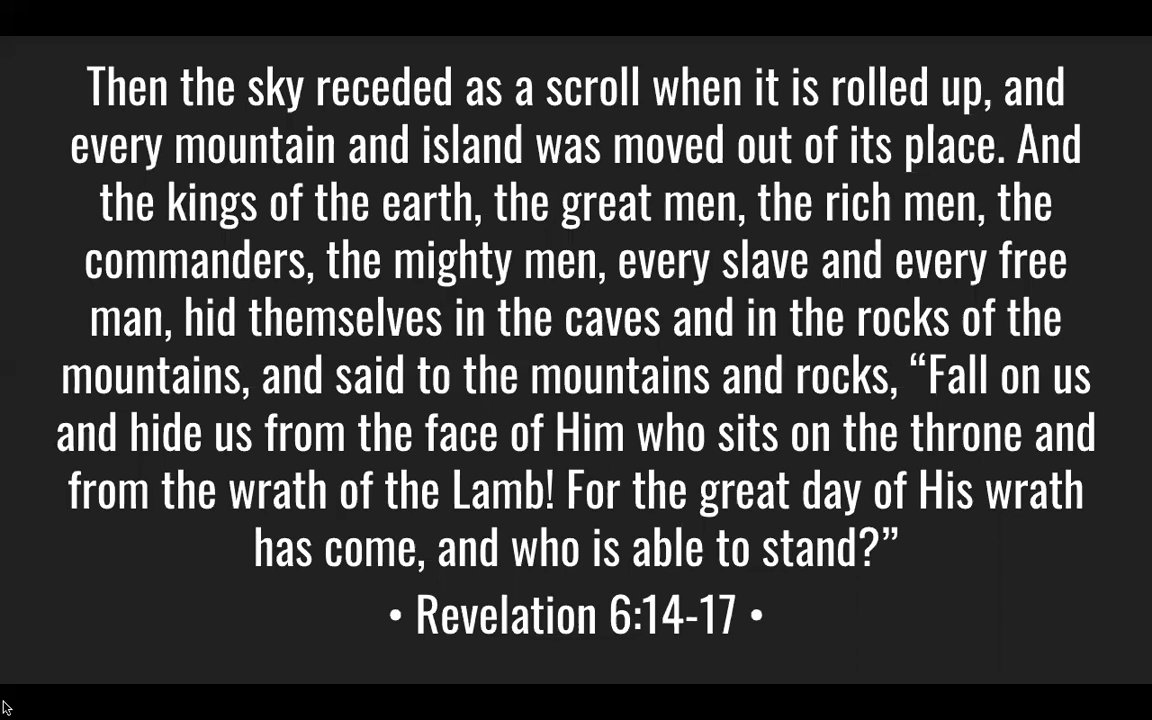 Then the sky receded as a scroll when it is rolled up, and
every mountain and island was moved out of its place. And
the kings of the earth, the great men, the rich men, the
commanders, the mighty men, every slave and every free
man, hid themselves in the caves and in the rocks of the
mountains, and said to the mountains and rocks, “Fall on us
and hide us from the face of Him who sits on the throne and
from the wrath of the Lamb! For the great day of His wrath
has come, and who is able to stand?”
• Revelation 6:14-17 •